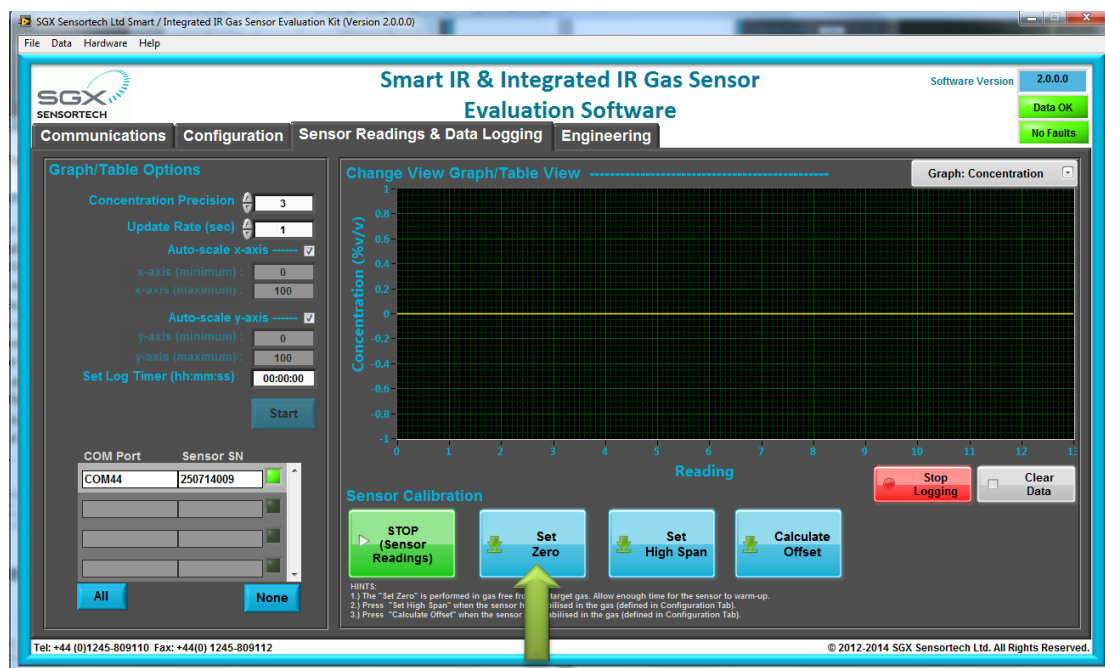 SGX Sensortech Ltd Smart / Integrated IR Gas Sensor Evaluation Kit (Version 2.0.0.0)
File Data Hardware Help
SGX
SENSORTECH
Smart IR & Integrated IR Gas Sensor
Evaluation Software
Software Version 2.0.0.0
Data OK
No Faults
Communications Configuration Sensor Readings & Data Logging Engineering
Graph/Table Options
Concentration Precision 3
Update Rate (sec) 1
Auto-scale x-axis ------
x-axis (minimum) : 0
x-axis (maximum) : 100
Auto-scale y-axis ------
y-axis (minimum) : 0
y-axis (maximum) : 100
Set Log Timer (hh:mm:ss) 00:00:00
Start
COM Port Sensor SN
COM44 250714009
All None
Change View Graph/Table View ----------------------------------------
Graph: Concentration
Concentration (%v/v)
1
0.8
0.6
0.4
0.2
0
-0.2
-0.4
-0.6
-0.8
-1
0 1 2 3 4 5 6 7 8 9 10 11 12
Reading
Stop
Logging
Clear
Data
Sensor Calibration
STOP
(Sensor
Readings)
Set
Zero
Set
High Span
Calculate
Offset
HINTS:
1.) The "Set Zero" is performed in gas free target gas. Allow enough time for the sensor to warm-up.
2.) Press "Set High Span" when the sensor in the gas (defined in Configuration Tab).
3.) Press "Calculate Offset" when the sensor in the gas (defined in Configuration Tab).
Tel: +44 (0)1245-809110 Fax: +44(0) 1245-809112
© 2012-2014 SGX Sensortech Ltd. All Rights Reserved.